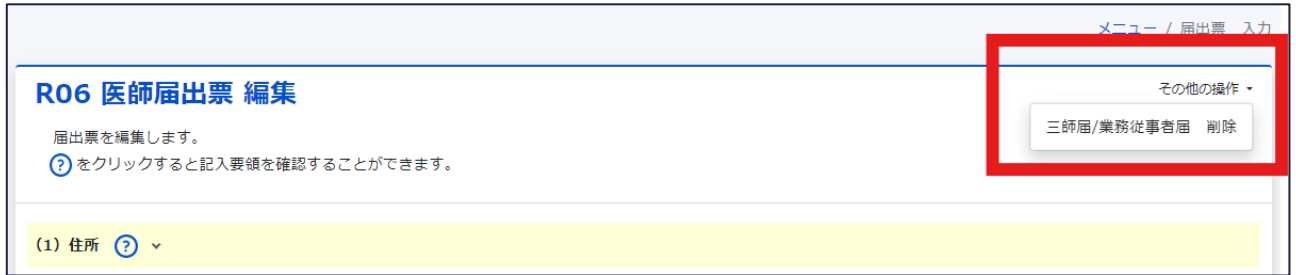 メニュー / 届出票　入力
R06 医師届出票 編集
その他の操作
三師届/業務従事者届　削除
届出票を編集します。
?をクリックすると記入要領を確認することができます。
(1) 住所 ?